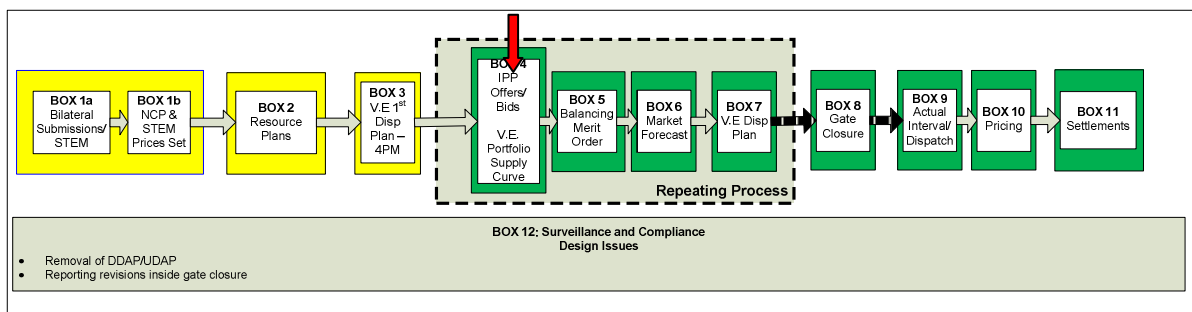 BOX 1a
Bilateral
Submissions/
STEM
BOX 1b
NCP &
STEM
Prices Set
BOX 2
Resource
Plans
BOX 3
V.E 1st
Disp
Plan –
4PM
BOX 4
IPP
Offers/
Bids
V.E.
Portfolio
Supply
Curve
BOX 5
Balancing
Merit
Order
BOX 6
Market
Forecast
BOX 7
V.E Disp
Plan
Repeating Process
BOX 8
Gate
Closure
BOX 9
Actual
Interval/
Dispatch
BOX 10
Pricing
BOX 11
Settlements
BOX 12: Surveillance and Compliance
Design Issues
• Removal of DDAP/UDAP
• Reporting revisions inside gate closure